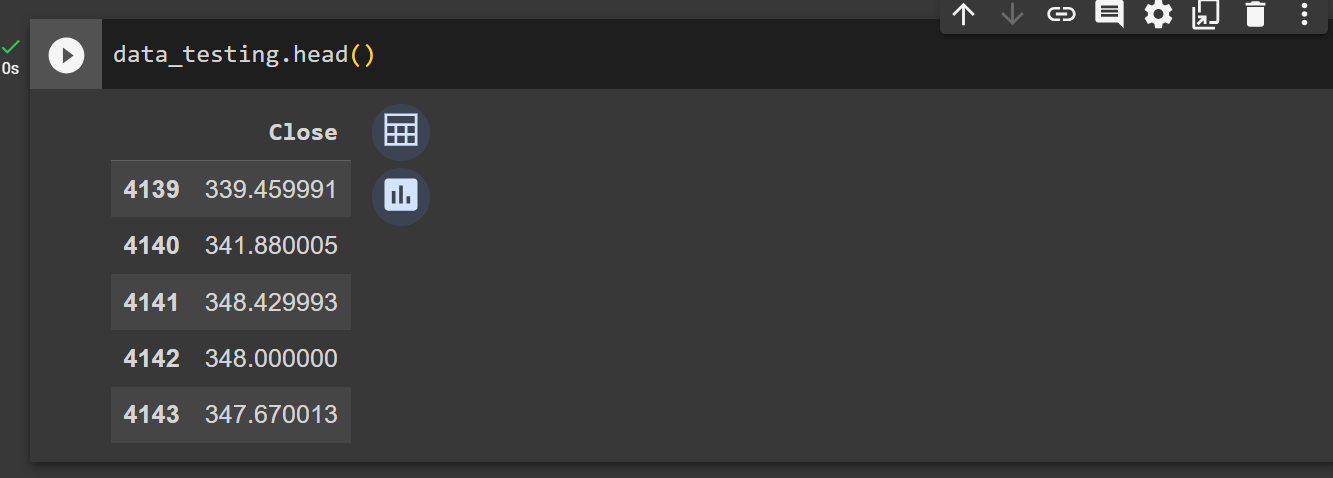 data_testing.head()
0s
Close
4139 339.459991
4140 341.880005
4141 348.429993
4142 348.000000
4143 347.670013